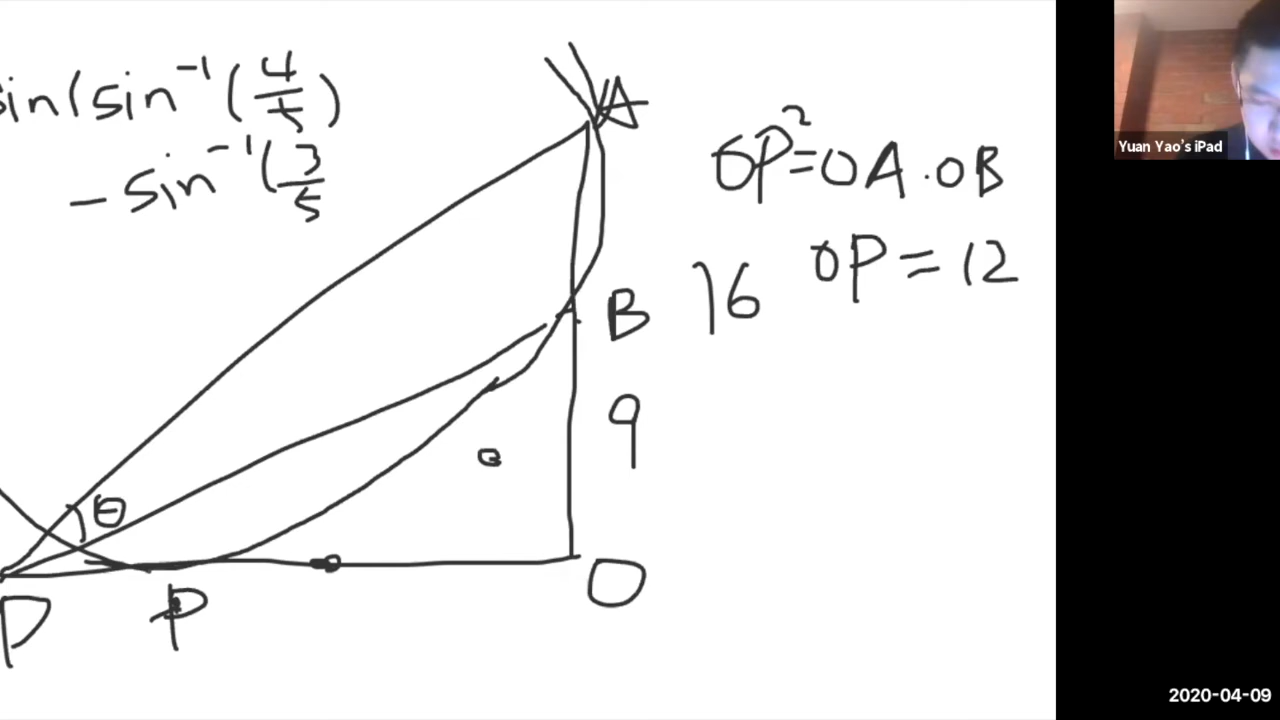 sin(sin⁻¹(4/5)
- sin⁻¹(3/5
A
OP²=OA.OB
OP=12
16
B
9
θ
P
P
O
Yuan Yao's iPad
2020-04-09